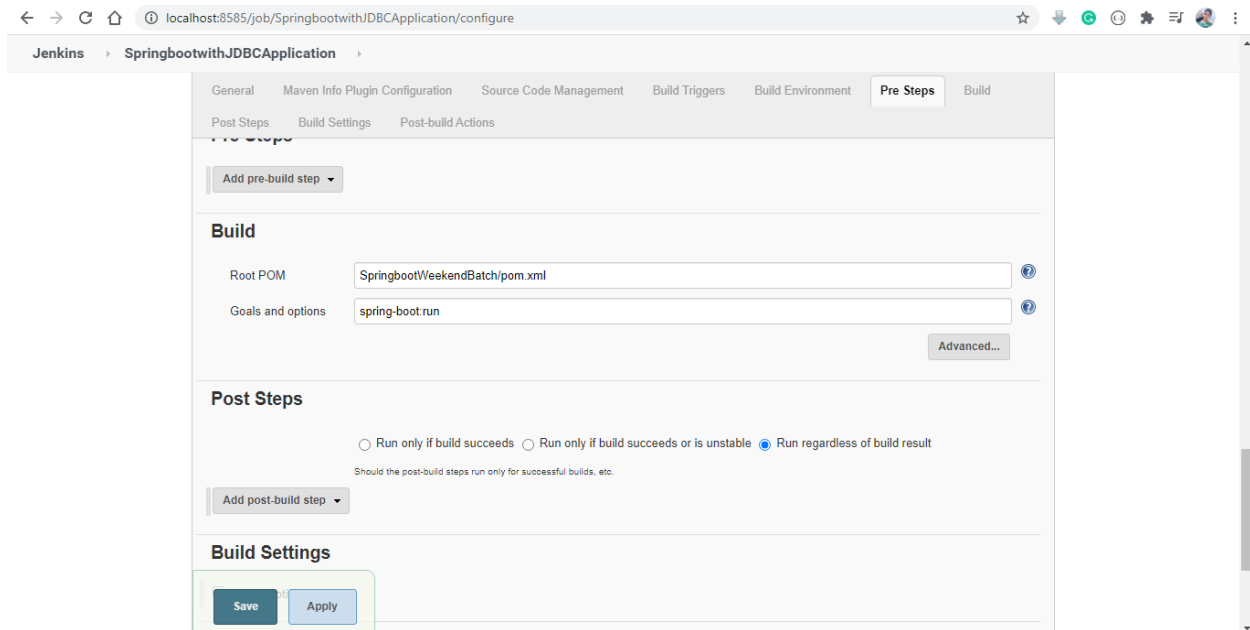 localhost:8585/job/SpringbootwithJDBCApplication/configure
Jenkins SpringbootwithJDBCApplication
General Maven Info Plugin Configuration Source Code Management Build Triggers Build Environment Pre Steps Build
Post Steps Build Settings Post-build Actions
Pre Steps
Add pre-build step
Build
Root POM SpringbootWeekendBatch/pom.xml
Goals and options spring-boot:run
Advanced...
Post Steps
Run only if build succeeds Run only if build succeeds or is unstable Run regardless of build result
Should the post-build steps run only for successful builds, etc.
Add post-build step
Build Settings
Save Apply